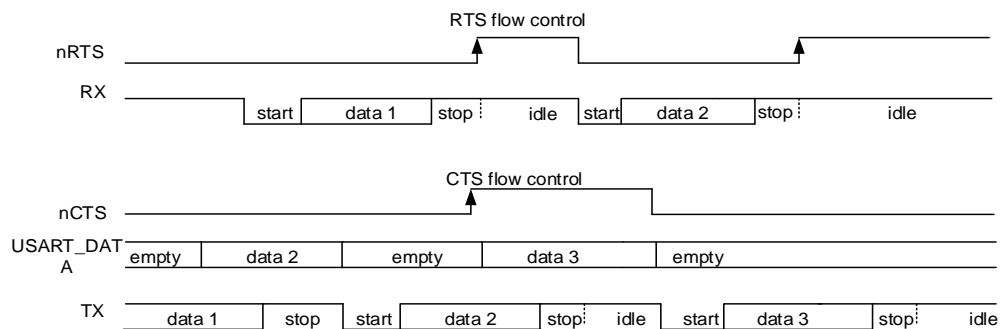 RTS flow control
nRTS
RX
start data 1 stop idle start data 2 stop idle
CTS flow control
nCTS
USART_DAT
A
empty data 2 empty data 3 empty
TX
data 1 stop start data 2 stop idle start data 3 stop idle